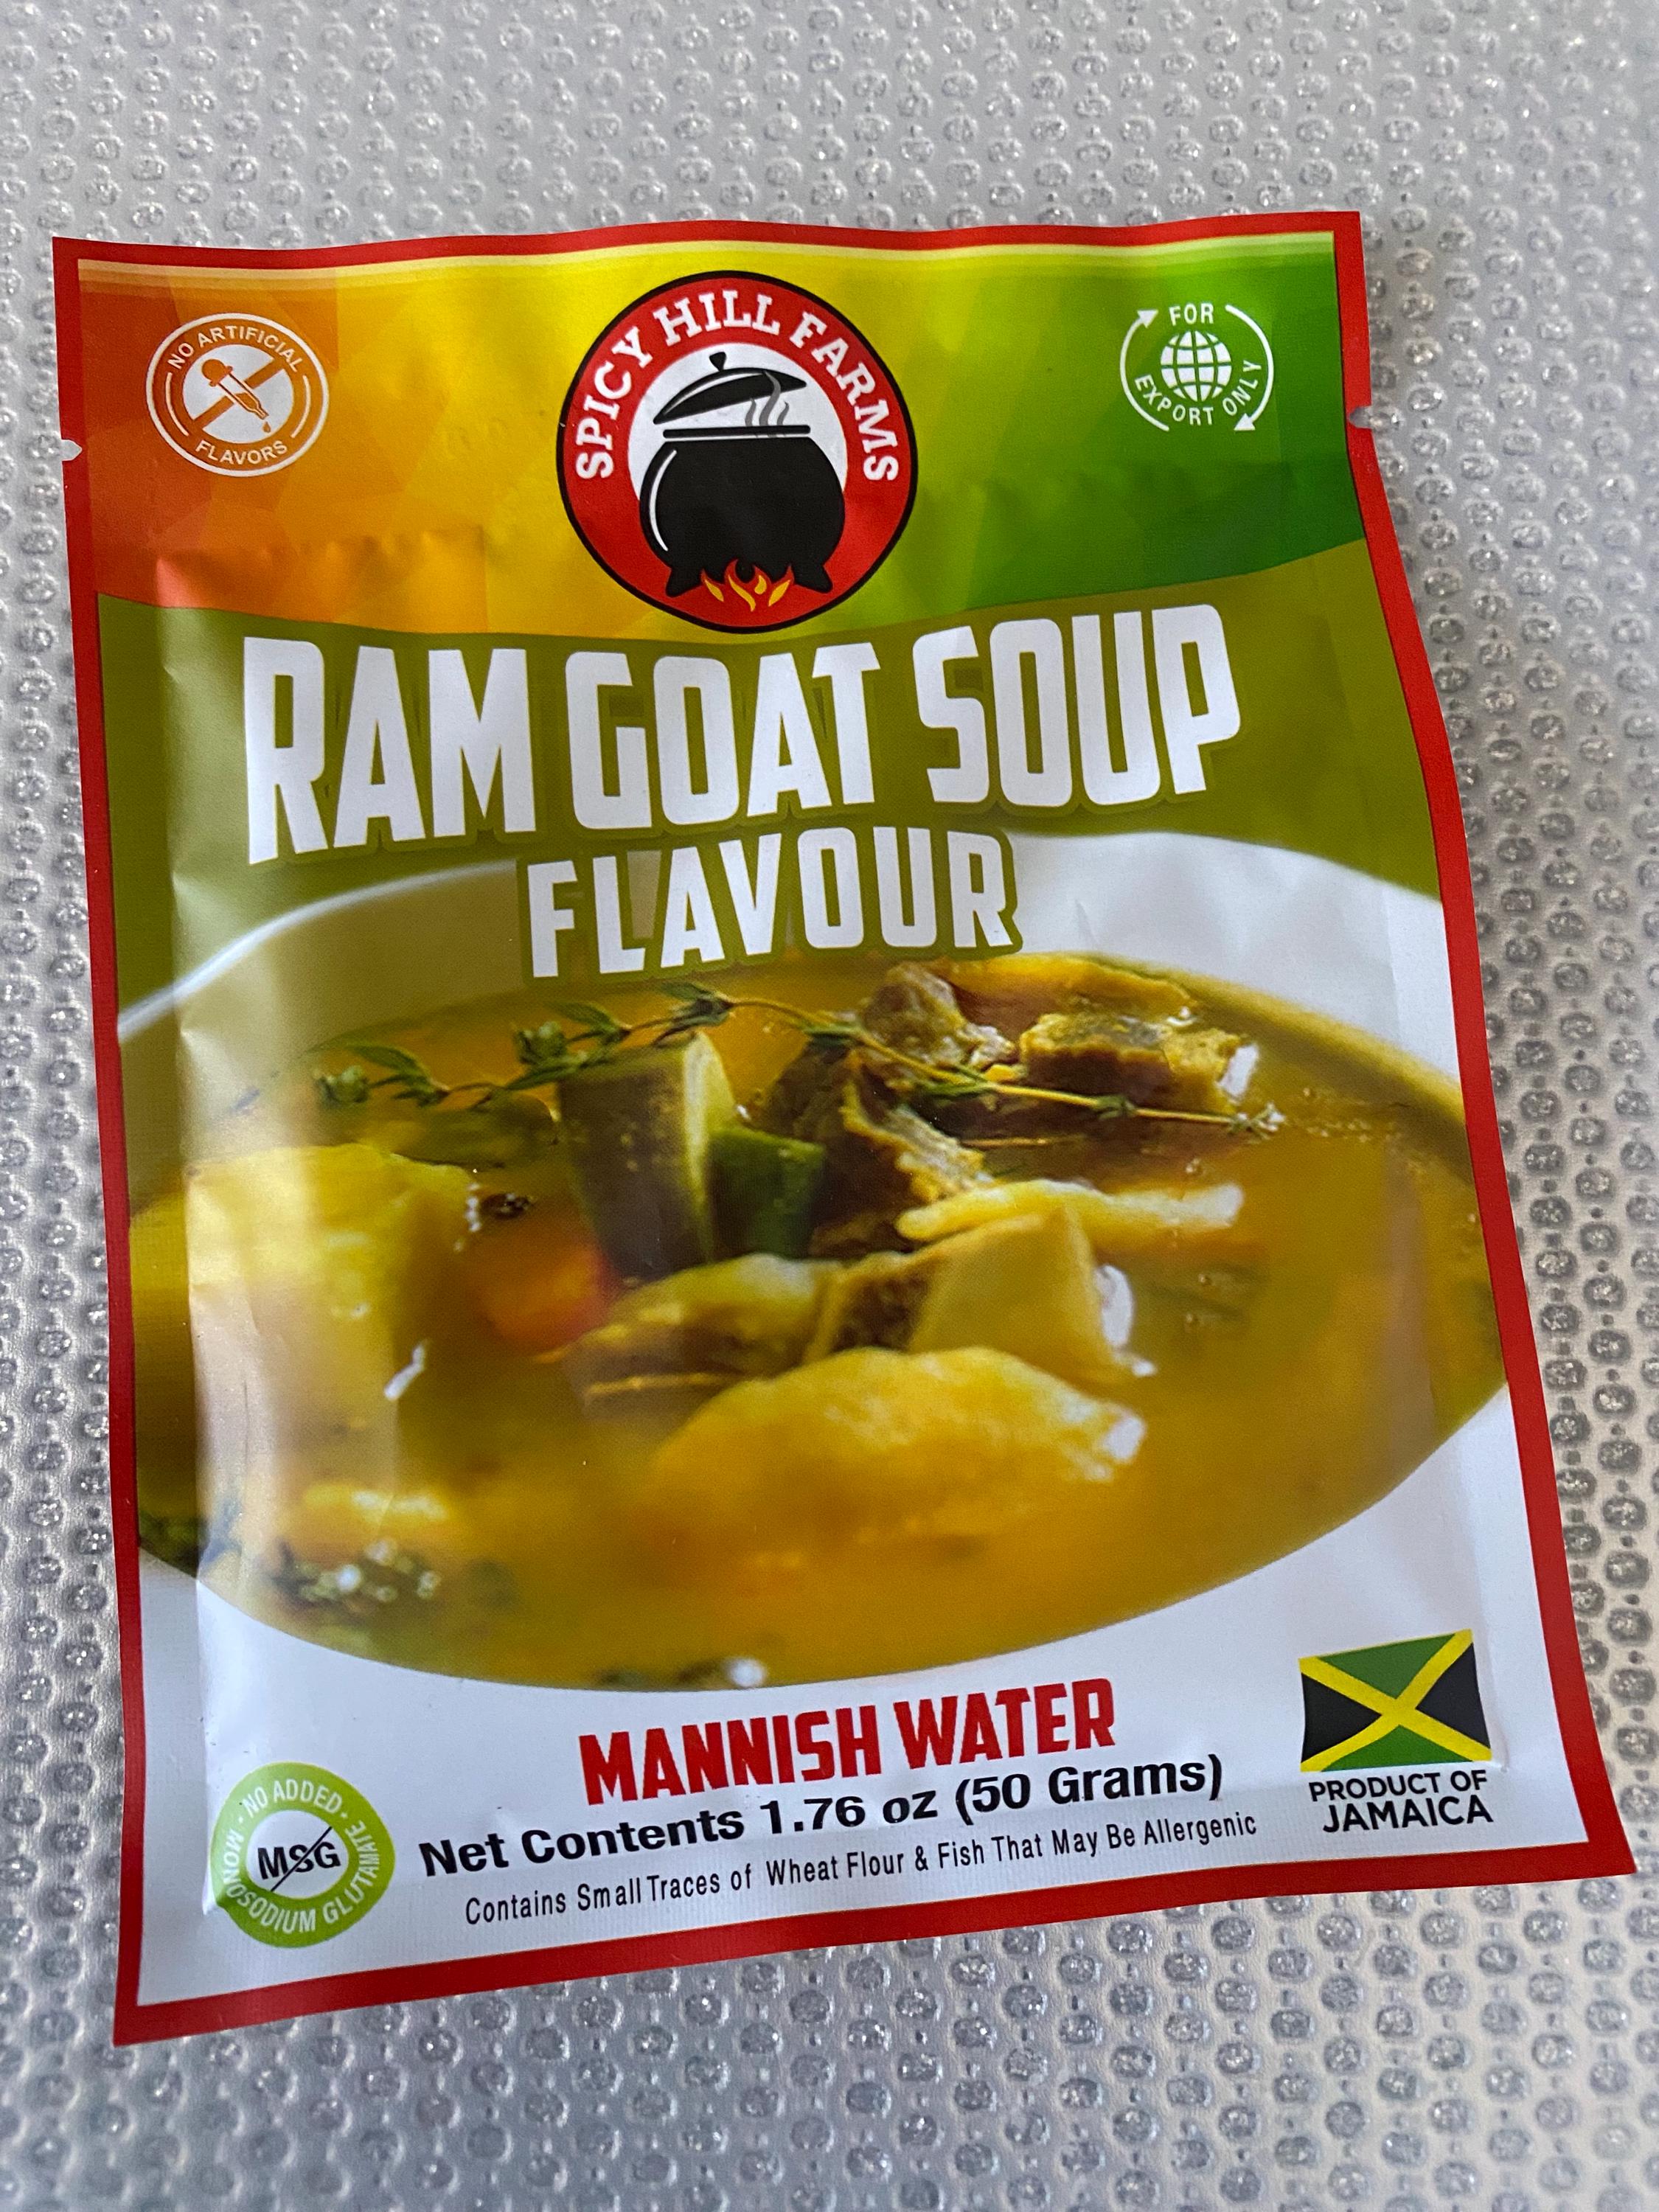 NO ARTIFICIAL
FLAVORS
SPICY HILL FARMS
FOR
EXPORT ONLY
RAM GOAT SOUP
FLAVOUR
MANNISH WATER
Net Contents 1.76 oz (50 Grams)
Contains Small Traces of Wheat Flour & Fish That May Be Allergenic
· NO ADDED ·
MONOSODIUM GLUTAMATE
MSG
PRODUCT OF
JAMAICA